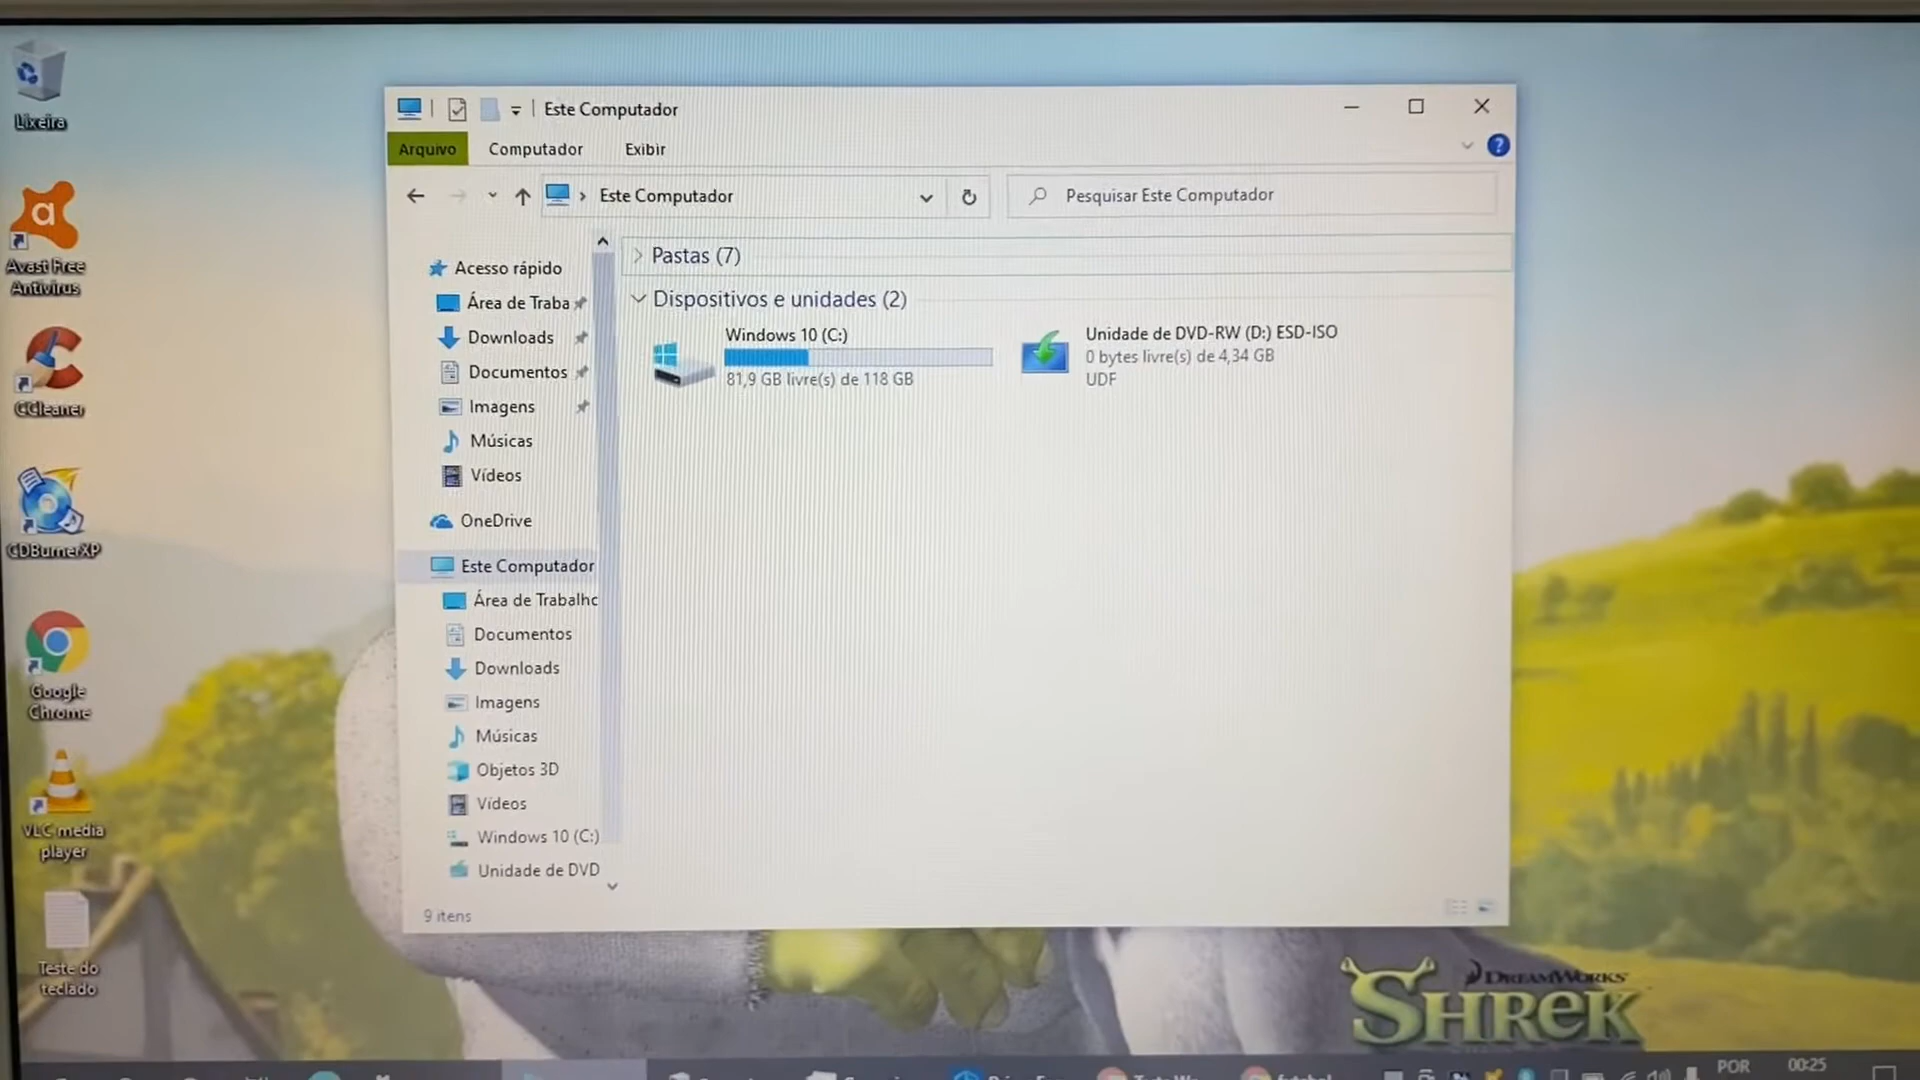 Lixeira
Avast Free
Antivirus
CCleaner
CDBurnerXP
Google
Chrome
VLC media
player
Teste do
teclado
Este Computador
Arquivo
Computador
Exibir
Este Computador
Pesquisar Este Computador
Acesso rápido
Área de Traba
Downloads
Documentos
Imagens
Músicas
Vídeos
OneDrive
Este Computador
Área de Trabalho
Documentos
Downloads
Imagens
Músicas
Objetos 3D
Vídeos
Windows 10 (C:)
Unidade de DVD
Pastas (7)
Dispositivos e unidades (2)
Windows 10 (C:)
81,9 GB livre(s) de 118 GB
Unidade de DVD-RW (D:) ESD-ISO
0 bytes livre(s) de 4,34 GB
UDF
9 itens
DREAMWORKS
SHREK
POR
00:25